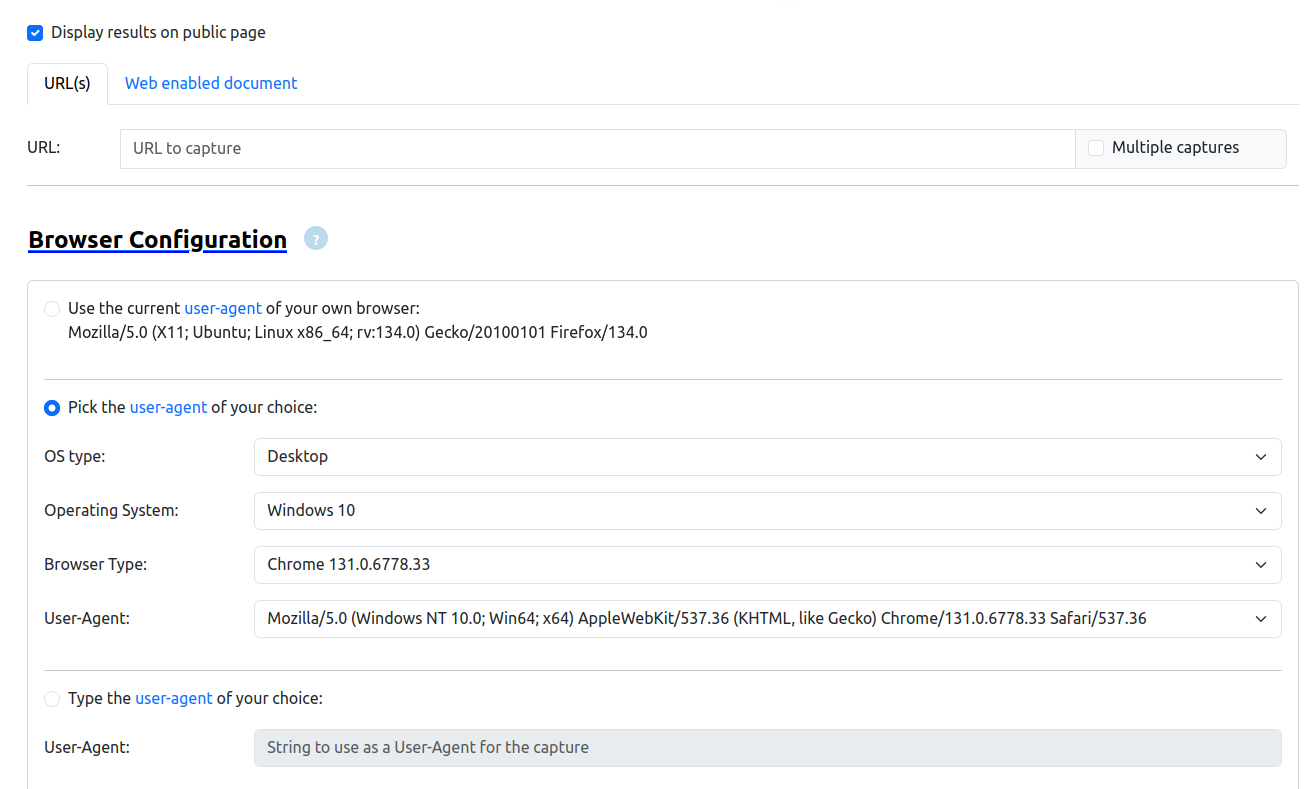 Display results on public page
URL(s) Web enabled document
URL: URL to capture Multiple captures
Browser Configuration ?
Use the current user-agent of your own browser:
Mozilla/5.0 (X11; Ubuntu; Linux x86_64; rv:134.0) Gecko/20100101 Firefox/134.0
Pick the user-agent of your choice:
OS type: Desktop
Operating System: Windows 10
Browser Type: Chrome 131.0.6778.33
User-Agent: Mozilla/5.0 (Windows NT 10.0; Win64; x64) AppleWebKit/537.36 (KHTML, like Gecko) Chrome/131.0.6778.33 Safari/537.36
Type the user-agent of your choice:
User-Agent: String to use as a User-Agent for the capture